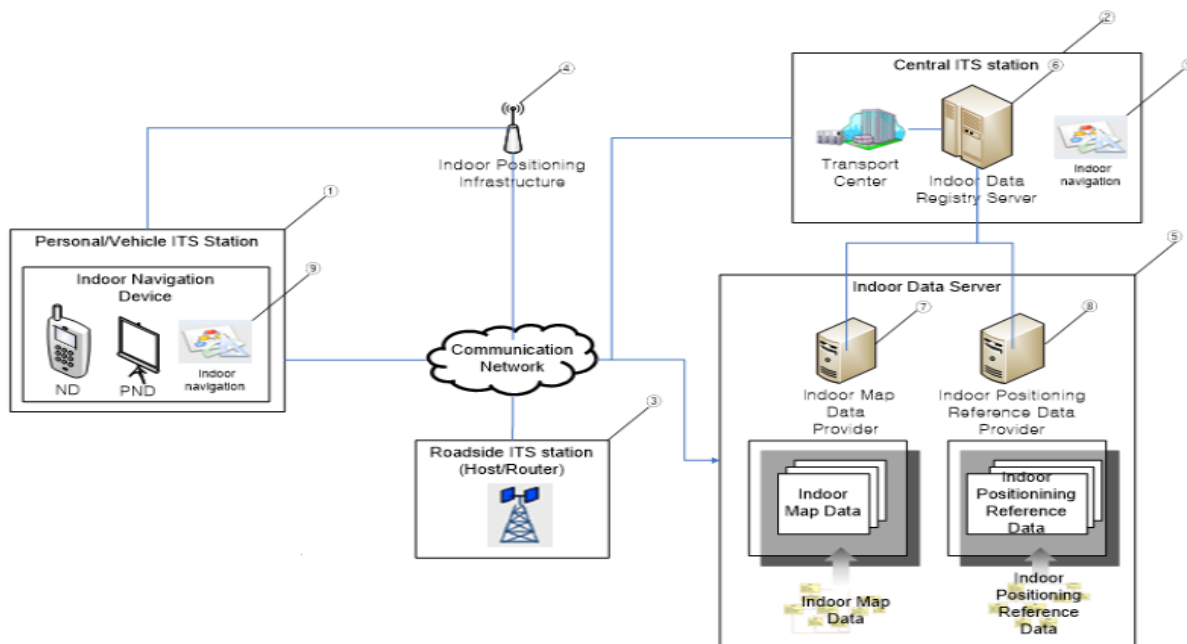 ②
Central ITS station ⑥
Transport
Center
Indoor Data
Registry Server
Indoor
navigation
④
Indoor Positioning
Infrastructure
①
Personal/Vehicle ITS Station
Indoor Navigation
Device
⑨
ND
PND
Indoor
navigation
Communication
Network
③
Roadside ITS station
(Host/Router)
⑤
Indoor Data Server
⑦
⑧
Indoor Map
Data
Provider
Indoor Positioning
Reference Data
Provider
Indoor
Map Data
Indoor
Positionining
Reference
Data
Indoor Map
Data
Indoor
Positioning
Reference
Data